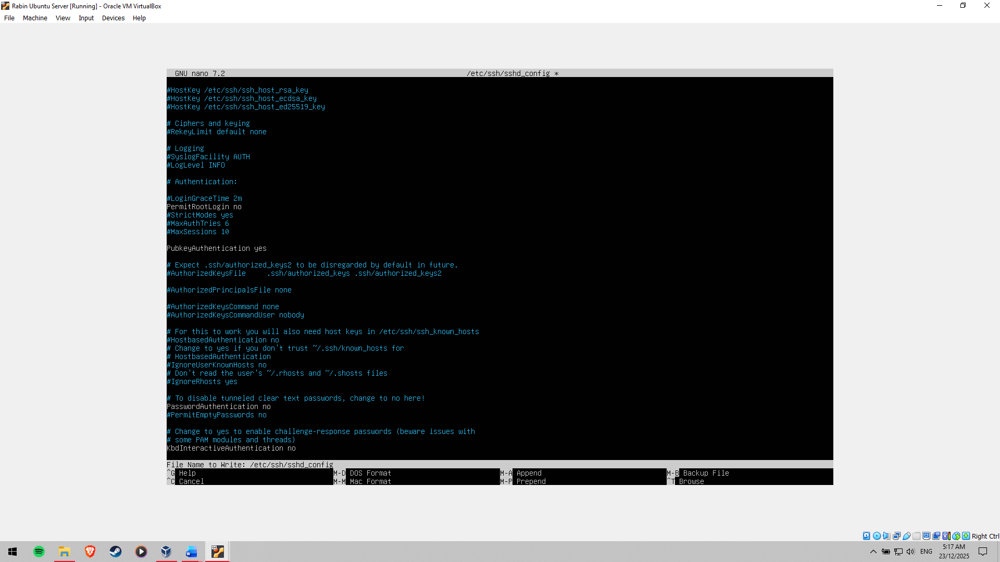 Rabin Ubuntu Server [Running] - Oracle VM VirtualBox
File Machine View Input Devices Help
GNU nano 7.2 /etc/ssh/sshd_config *
#HostKey /etc/ssh/ssh_host_rsa_key
#HostKey /etc/ssh/ssh_host_ecdsa_key
#HostKey /etc/ssh/ssh_host_ed25519_key
# Ciphers and keying
#RekeyLimit default none
# Logging
#SyslogFacility AUTH
#LogLevel INFO
# Authentication:
#LoginGraceTime 2m
PermitRootLogin no
#StrictModes yes
#MaxAuthTries 6
#MaxSessions 10
PubkeyAuthentication yes
# Expect .ssh/authorized_keys2 to be disregarded by default in future.
#AuthorizedKeysFile .ssh/authorized_keys .ssh/authorized_keys2
#AuthorizedPrincipalsFile none
#AuthorizedKeysCommand none
#AuthorizedKeysCommandUser nobody
# For this to work you will also need host keys in /etc/ssh/ssh_known_hosts
#HostbasedAuthentication no
# Change to yes if you don't trust ~/.ssh/known_hosts for
# HostbasedAuthentication
#IgnoreUserKnownHosts no
# Don't read the user's ~/.rhosts and ~/.shosts files
#IgnoreRhosts yes
# To disable tunneled clear text passwords, change to no here!
PasswordAuthentication no
#PermitEmptyPasswords no
# Change to yes to enable challenge-response passwords (beware issues with
# some PAM modules and threads)
KbdInteractiveAuthentication no
File Name to Write: /etc/ssh/sshd_config
^G Help M-D DOS Format M-A Append M-B Backup File
^C Cancel M-M Mac Format M-P Prepend ^T Browse
Right Ctrl
ENG 5:17 AM
23/12/2025